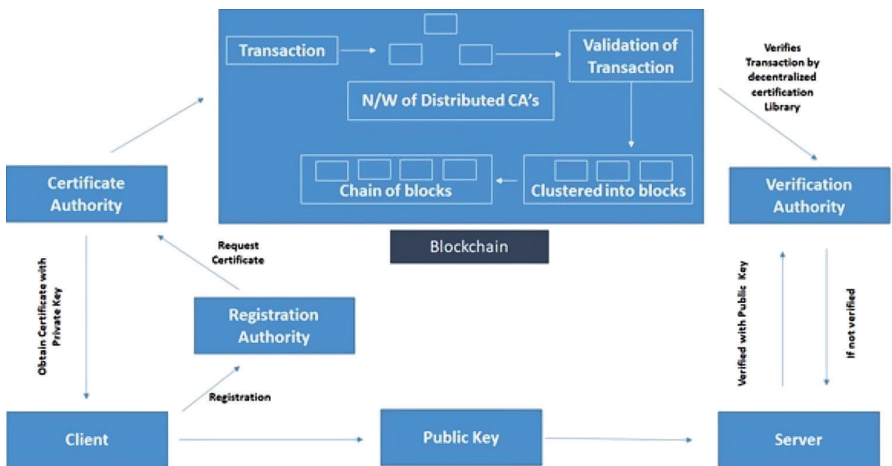 Transaction
Validation of
Transaction
N/W of Distributed CA's
Chain of blocks
Clustered into blocks
Blockchain
Verifies
Transaction by
decentralized
certification
Library
Certificate
Authority
Verification
Authority
Request
Certificate
Obtain Certificate with
Private Key
Registration
Authority
Registration
Verified with Public Key
If not verified
Client
Public Key
Server